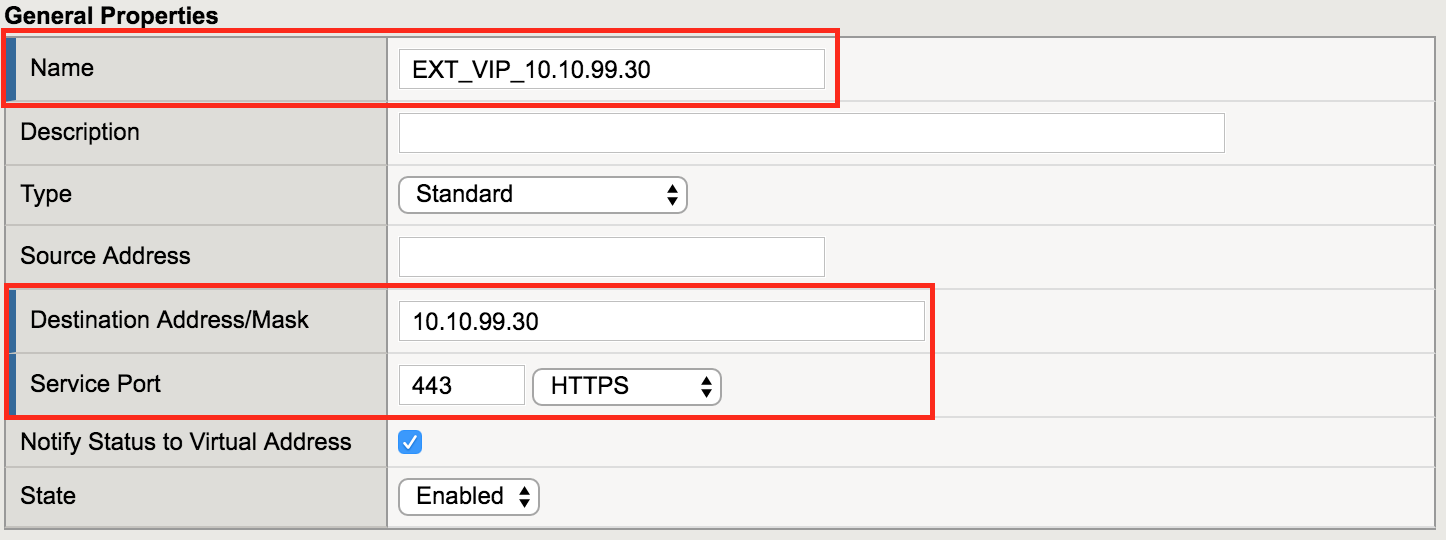 General Properties
Name EXT_VIP_10.10.99.30
Description
Type Standard
Source Address
Destination Address/Mask 10.10.99.30
Service Port 443 HTTPS
Notify Status to Virtual Address
State Enabled